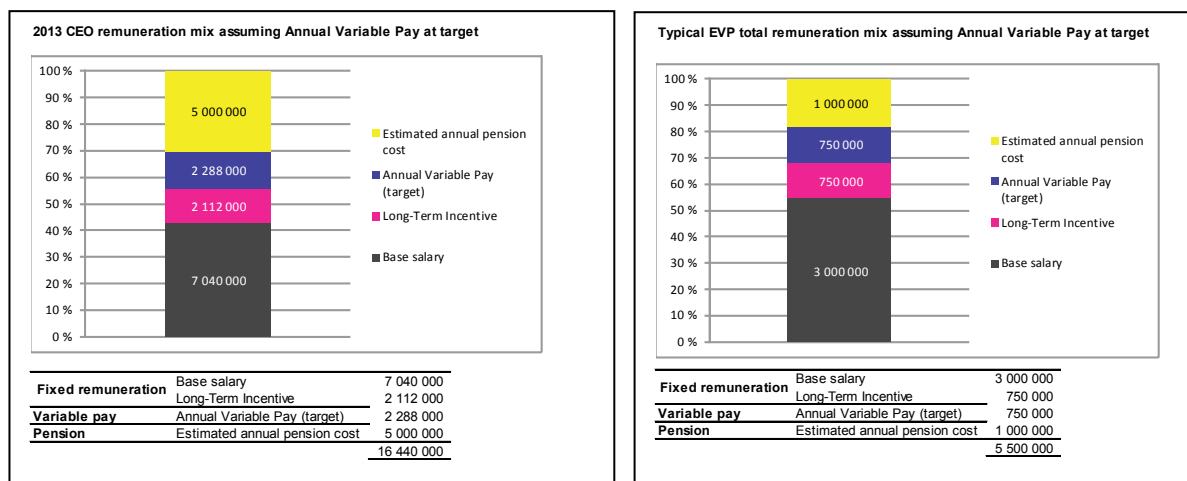 2013 CEO remuneration mix assuming Annual Variable Pay at target
100 %
90 %
80 %
70 %
60 %
50 %
40 %
30 %
20 %
10 %
0 %
5 000 000
2 288 000
2 112 000
7 040 000
Estimated annual pension
cost
Annual Variable Pay
(target)
Long-Term Incentive
Base salary
Fixed remuneration Base salary 7 040 000
Long-Term Incentive 2 112 000
Variable pay Annual Variable Pay (target) 2 288 000
Pension Estimated annual pension cost 5 000 000
16 440 000
Typical EVP total remuneration mix assuming Annual Variable Pay at target
100 %
90 %
80 %
70 %
60 %
50 %
40 %
30 %
20 %
10 %
0 %
1 000 000
750 000
750 000
3 000 000
Estimated annual pension
cost
Annual Variable Pay
(target)
Long-Term Incentive
Base salary
Fixed remuneration Base salary 3 000 000
Long-Term Incentive 750 000
Variable pay Annual Variable Pay (target) 750 000
Pension Estimated annual pension cost 1 000 000
5 500 000